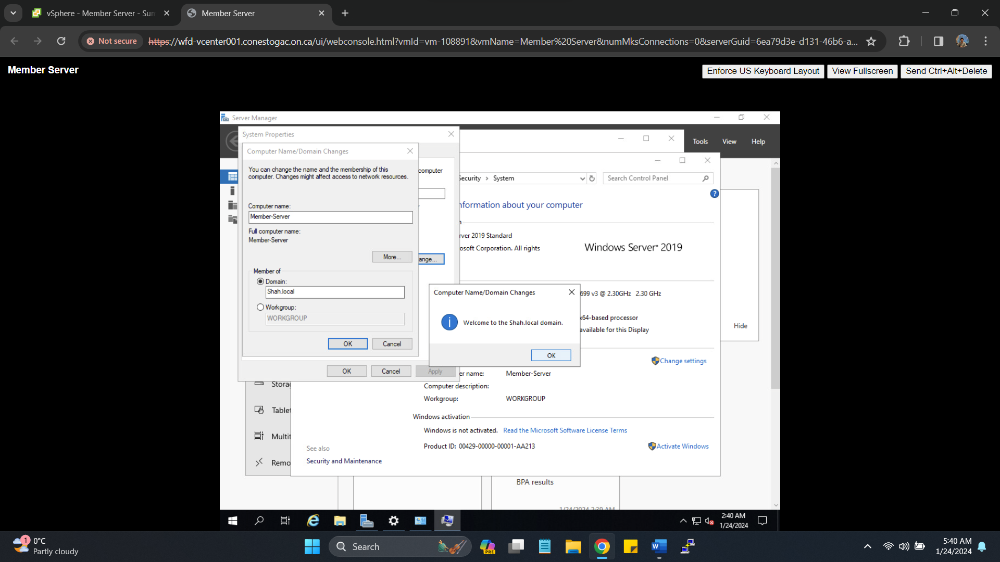 vSphere - Member Server - Sum
Member Server
Not secure
https://wfd-vcenter001.conestogac.on.ca/ui/webconsole.html?vmId=vm-108891&vmName=Member%20Server&numMksConnections=0&serverGuid=6ea79d3e-d131-46b6-a...
Member Server
Enforce US Keyboard Layout
View Fullscreen
Send Ctrl+Alt+Delete
Server Manager
System Properties
Tools
View
Help
Computer Name/Domain Changes
You can change the name and the membership of this
computer. Changes might affect access to network resources.
computer
Security > System
Search Control Panel
nformation about your computer
Computer name:
Member-Server
Full computer name:
Member-Server
More...
ange...
rver 2019 Standard
osoft Corporation. All rights
Windows Server® 2019
Member of
Domain:
Shah.local
Workgroup:
WORKGROUP
OK
Cancel
Computer Name/Domain Changes
Welcome to the Shah.local domain.
OK
699 v3 @ 2.30GHz 2.30 GHz
x64-based processor
available for this Display
Hide
Change settings
OK
Cancel
Apply
er name:
Member-Server
Computer description:
Workgroup:
WORKGROUP
Storag
Tablet
Multit
Remo
Windows activation
Windows is not activated. Read the Microsoft Software License Terms
Product ID: 00429-00000-00001-AA213
Activate Windows
See also
Security and Maintenance
BPA results
1/24/2024 2:39 AM
2:40 AM
1/24/2024
1
0°C
Partly cloudy
Search
PRE
W
5:40 AM
1/24/2024